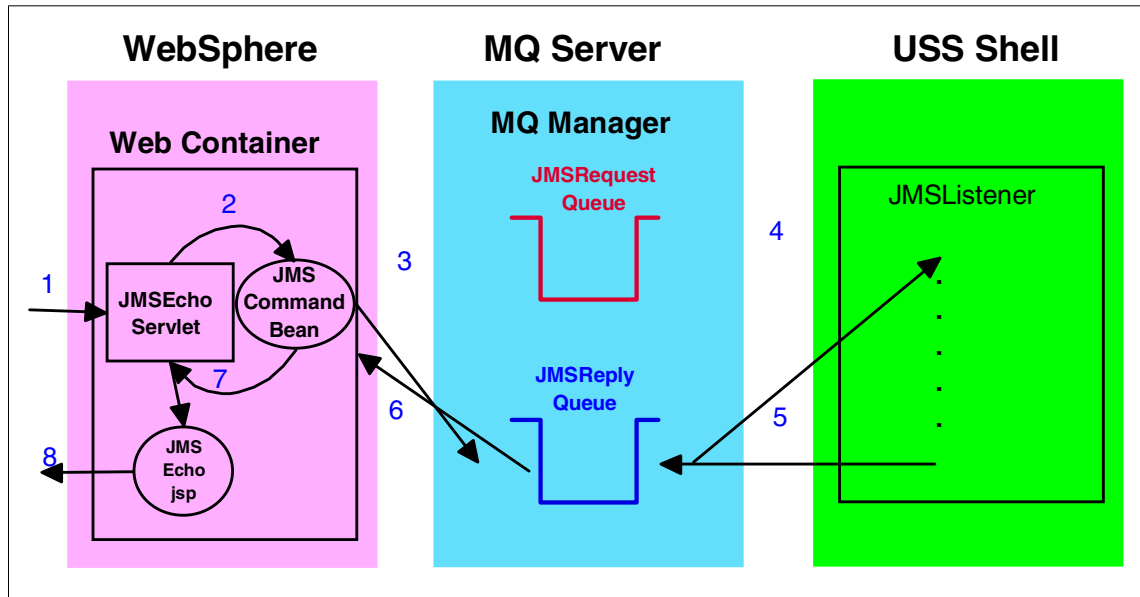 WebSphere
MQ Server
USS Shell
Web Container
MQ Manager
JMSRequest
Queue
JMSListener
1
2
3
4
JMSEcho
Servlet
JMS
Command
Bean
7
6
JMSReply
Queue
5
8
JMS
Echo
jsp